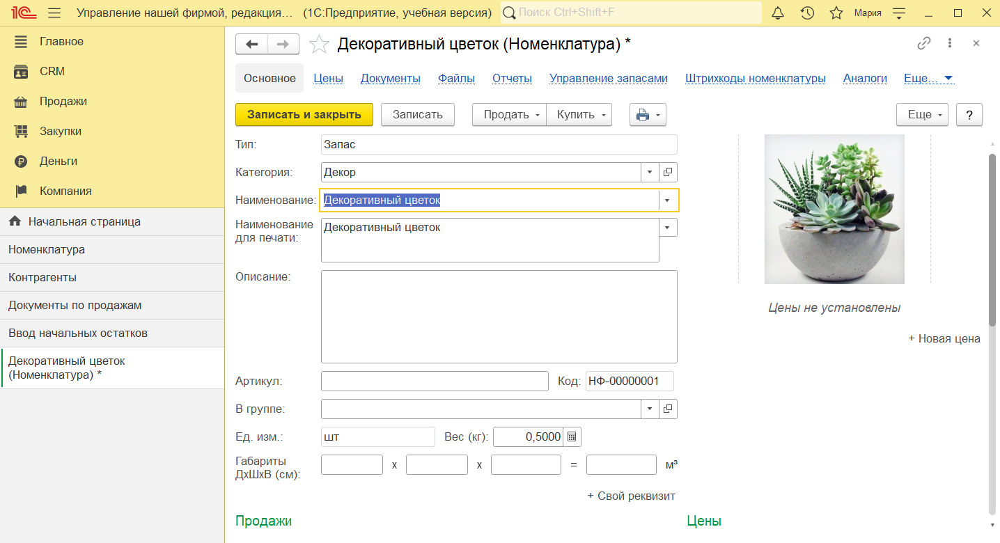 1С Управление нашей фирмой, редакция... (1С:Предприятие, учебная версия) Поиск Ctrl+Shift+F Мария
Главное
CRM
Продажи
Закупки
Деньги
Компания
Начальная страница
Номенклатура
Контрагенты
Документы по продажам
Ввод начальных остатков
Декоративный цветок
(Номенклатура) *
Декоративный цветок (Номенклатура) *
Основное Цены Документы Файлы Отчеты Управление запасами Штрихкоды номенклатуры Аналоги Еще...
Записать и закрыть Записать Продать Купить Еще ?
Тип: Запас
Категория: Декор
Наименование: Декоративный цветок
Наименование
для печати: Декоративный цветок
Описание:
Артикул: Код: НФ-00000001
В группе:
Ед. изм.: шт Вес (кг): 0,5000
Габариты
ДхШхВ (см): х х = м³
+ Свой реквизит
Цены не установлены
+ Новая цена
Продажи Цены